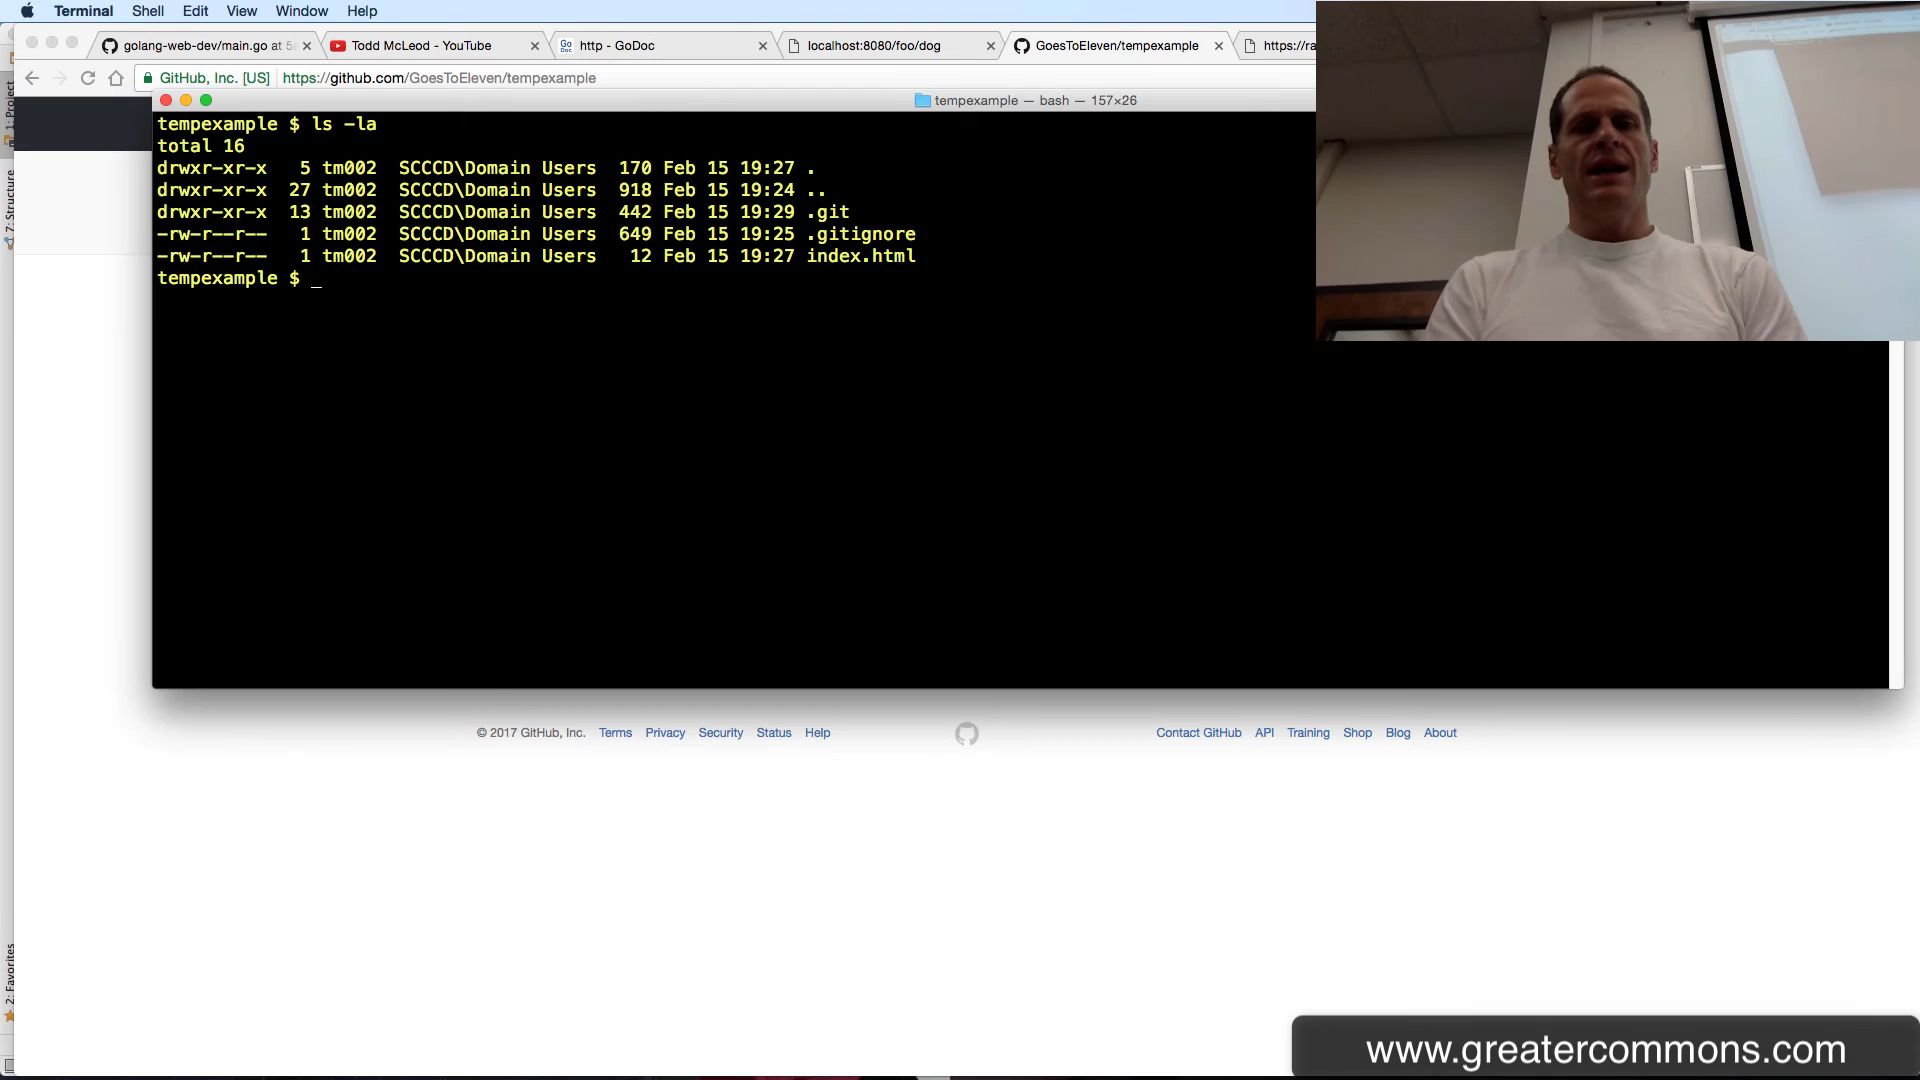 Terminal Shell Edit View Window Help
golang-web-dev/main.go at 5a
Todd McLeod - YouTube
Go
http - GoDoc
localhost:8080/foo/dog
GoesToEleven/tempexample
https://ra
GitHub, Inc. [US] https://github.com/GoesToEleven/tempexample
1: Project
7: Structure
2: Favorites
tempexample — bash — 157×26
tempexample $ ls -la
total 16
drwxr-xr-x 5 tm002 SCCCD\Domain Users 170 Feb 15 19:27 .
drwxr-xr-x 27 tm002 SCCCD\Domain Users 918 Feb 15 19:24 ..
drwxr-xr-x 13 tm002 SCCCD\Domain Users 442 Feb 15 19:29 .git
-rw-r--r-- 1 tm002 SCCCD\Domain Users 649 Feb 15 19:25 .gitignore
-rw-r--r-- 1 tm002 SCCCD\Domain Users 12 Feb 15 19:27 index.html
tempexample $ _
© 2017 GitHub, Inc. Terms Privacy Security Status Help
Contact GitHub API Training Shop Blog About
www.greatercommons.com